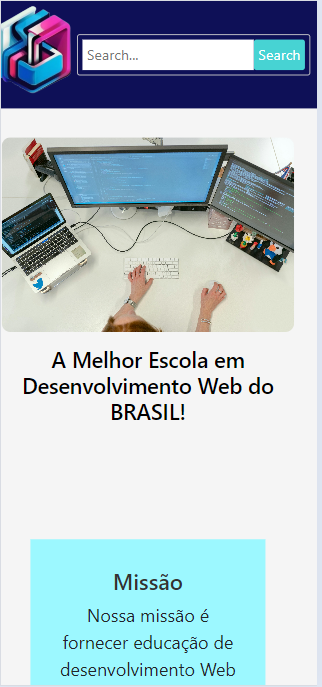 Search...
Search
A Melhor Escola em
Desenvolvimento Web do
BRASIL!
Missão
Nossa missão é
fornecer educação de
desenvolvimento Web